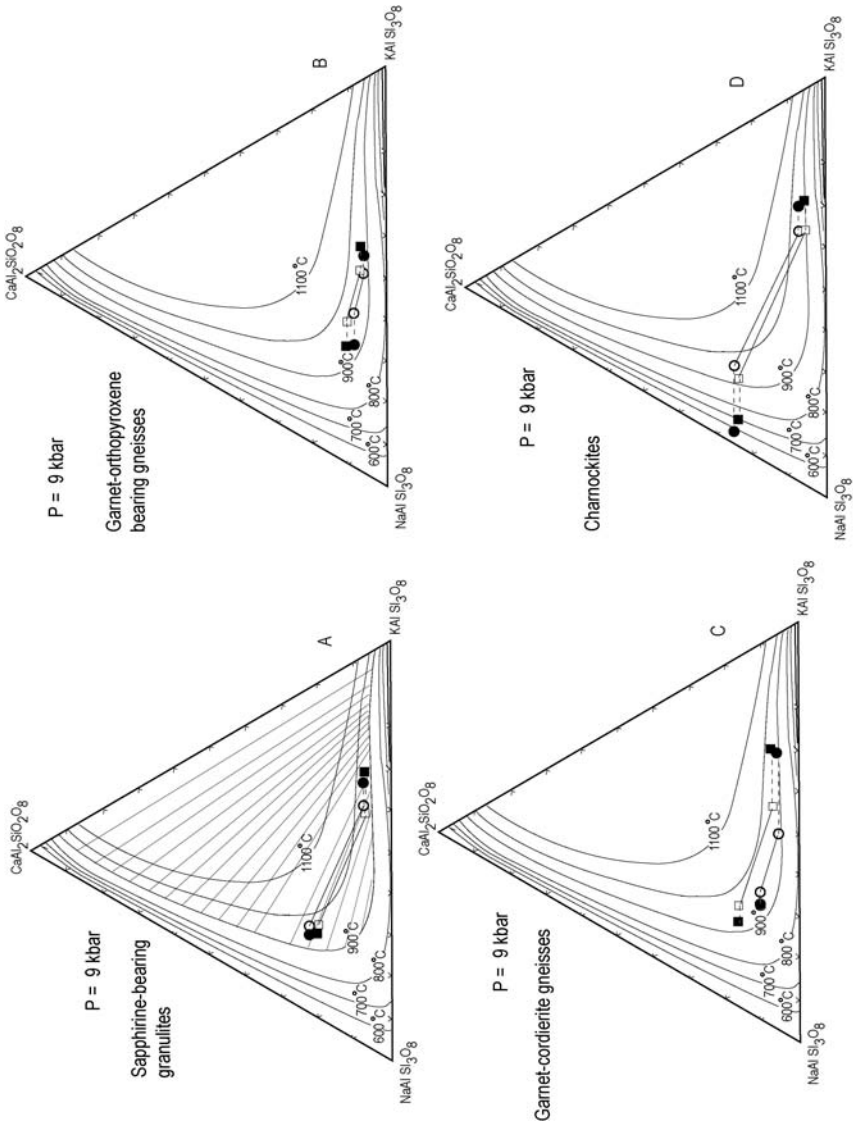 P = 9 kbar
Sapphirine-bearing
granulites
A
CaAl₂SiO₂O₈
NaAl SI₃O₈
KAl SI₃O₈
1100°C
900°C
800°C
700°C
600°C
P = 9 kbar
Garnet-orthopyroxene
bearing gneisses
B
CaAl₂SiO₂O₈
NaAl SI₃O₈
KAl SI₃O₈
1100°C
900°C
800°C
700°C
600°C
P = 9 kbar
Garnet-cordierite gneisses
C
CaAl₂SiO₂O₈
NaAl SI₃O₈
KAl SI₃O₈
1100°C
900°C
800°C
700°C
600°C
P = 9 kbar
Charnockites
D
CaAl₂SiO₂O₈
NaAl SI₃O₈
KAl SI₃O₈
1100°C
900°C
800°C
700°C
600°C